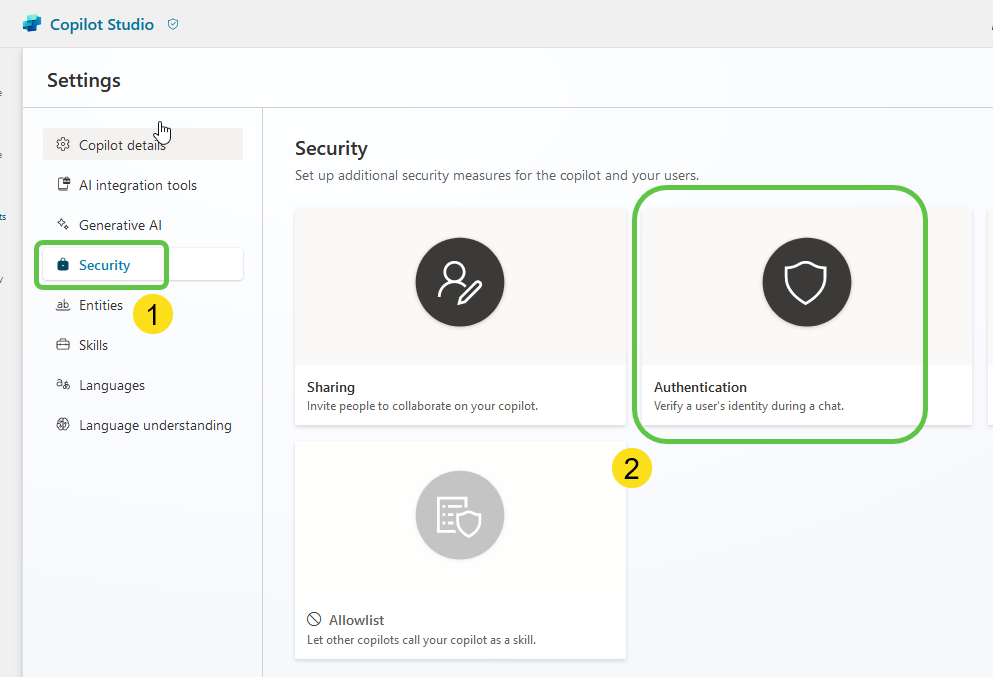 Copilot Studio
Settings
Copilot details
AI integration tools
Generative AI
Security
1
ab Entities
Skills
Languages
Language understanding
Security
Set up additional security measures for the copilot and your users.
Sharing
Invite people to collaborate on your copilot.
Authentication
Verify a user's identity during a chat.
2
Allowlist
Let other copilots call your copilot as a skill.